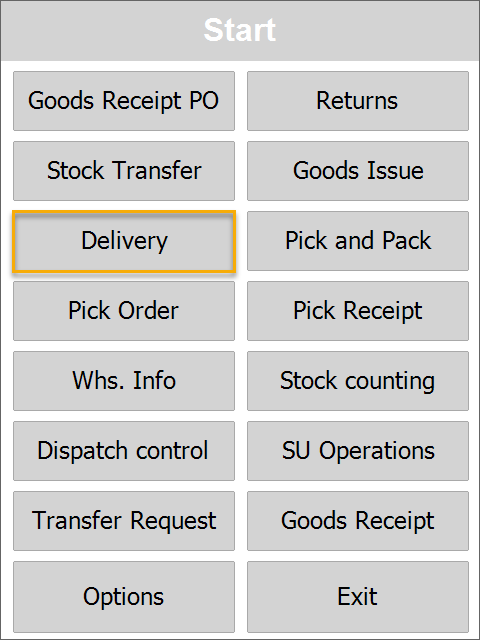 Start
Goods Receipt PO
Returns
Stock Transfer
Goods Issue
Delivery
Pick and Pack
Pick Order
Pick Receipt
Whs. Info
Stock counting
Dispatch control
SU Operations
Transfer Request
Goods Receipt
Options
Exit